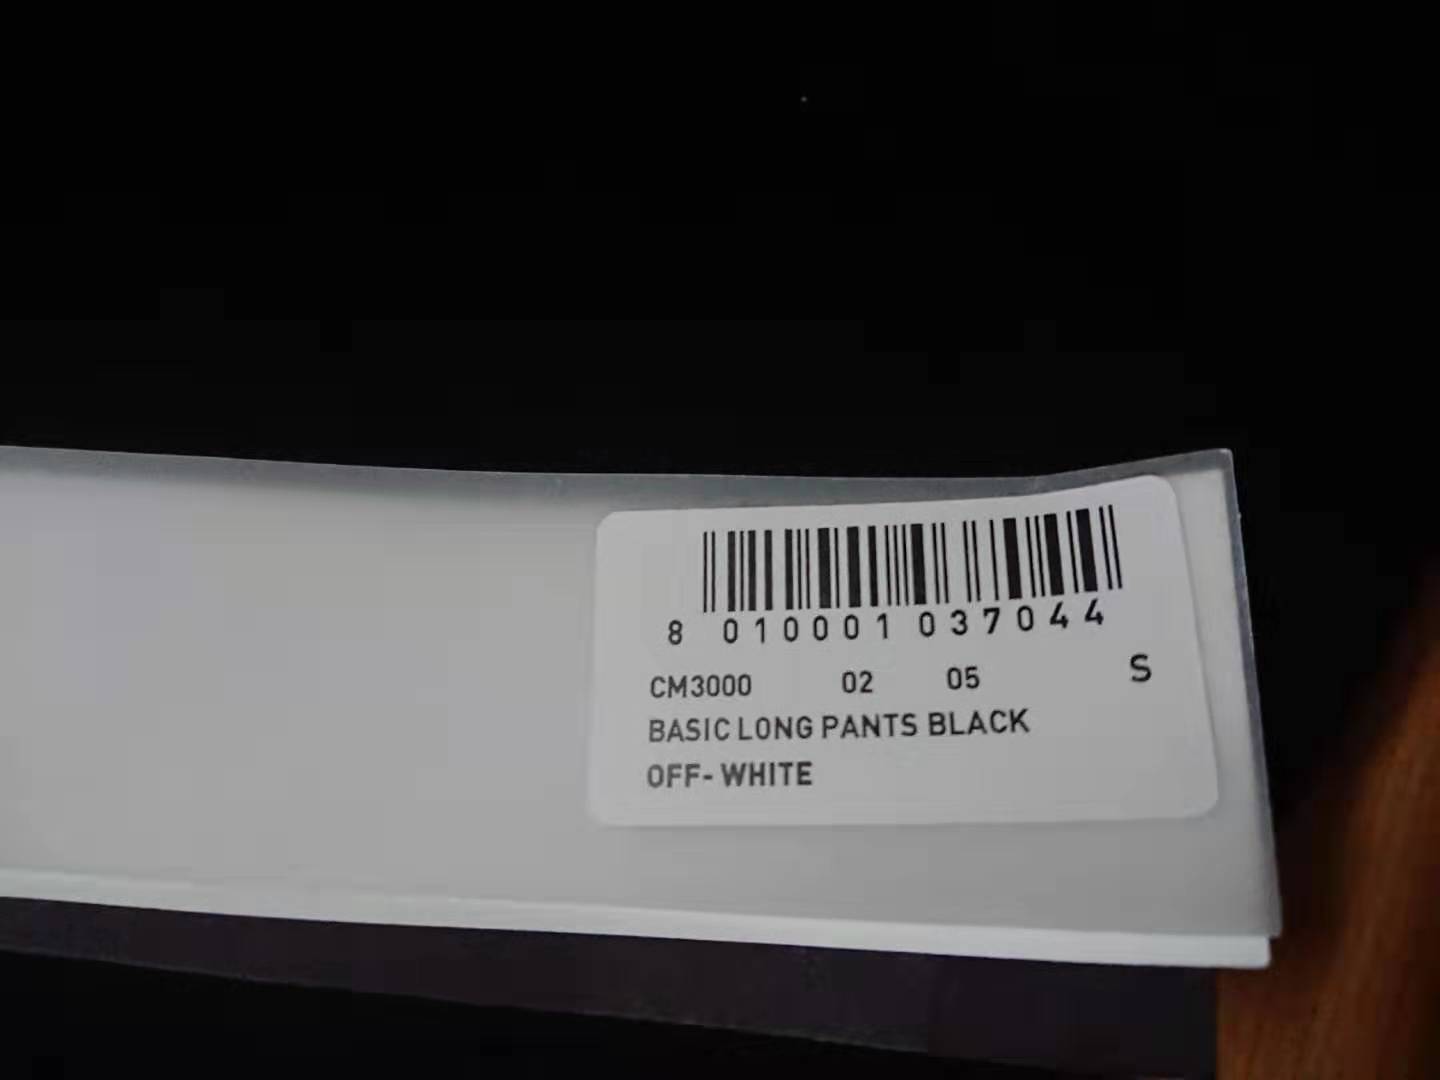 8 010001 037044
CM3000 02 05 S
BASIC LONG PANTS BLACK
OFF- WHITE